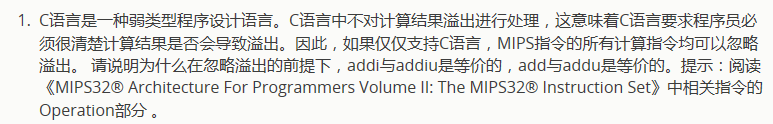 1. C语言是一种弱类型程序设计语言。C语言中不对计算结果溢出进行处理，这意味着C语言要求程序员必
须很清楚计算结果是否会导致溢出。因此，如果仅仅支持C语言，MIPS指令的所有计算指令均可以忽略
溢出。 请说明为什么在忽略溢出的前提下，addi与addiu是等价的，add与addu是等价的。提示：阅读
《MIPS32® Architecture For Programmers Volume II: The MIPS32® Instruction Set》中相关指令的
Operation部分 。